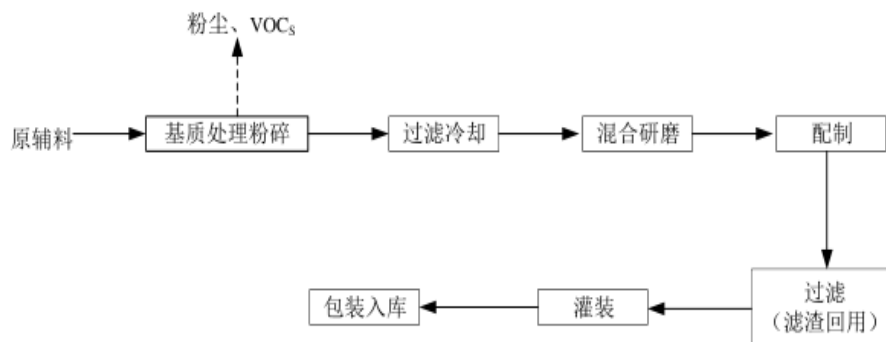 粉尘、VOCs
原辅料
基质处理粉碎
过滤冷却
混合研磨
配制
过滤
（滤渣回用）
灌装
包装入库